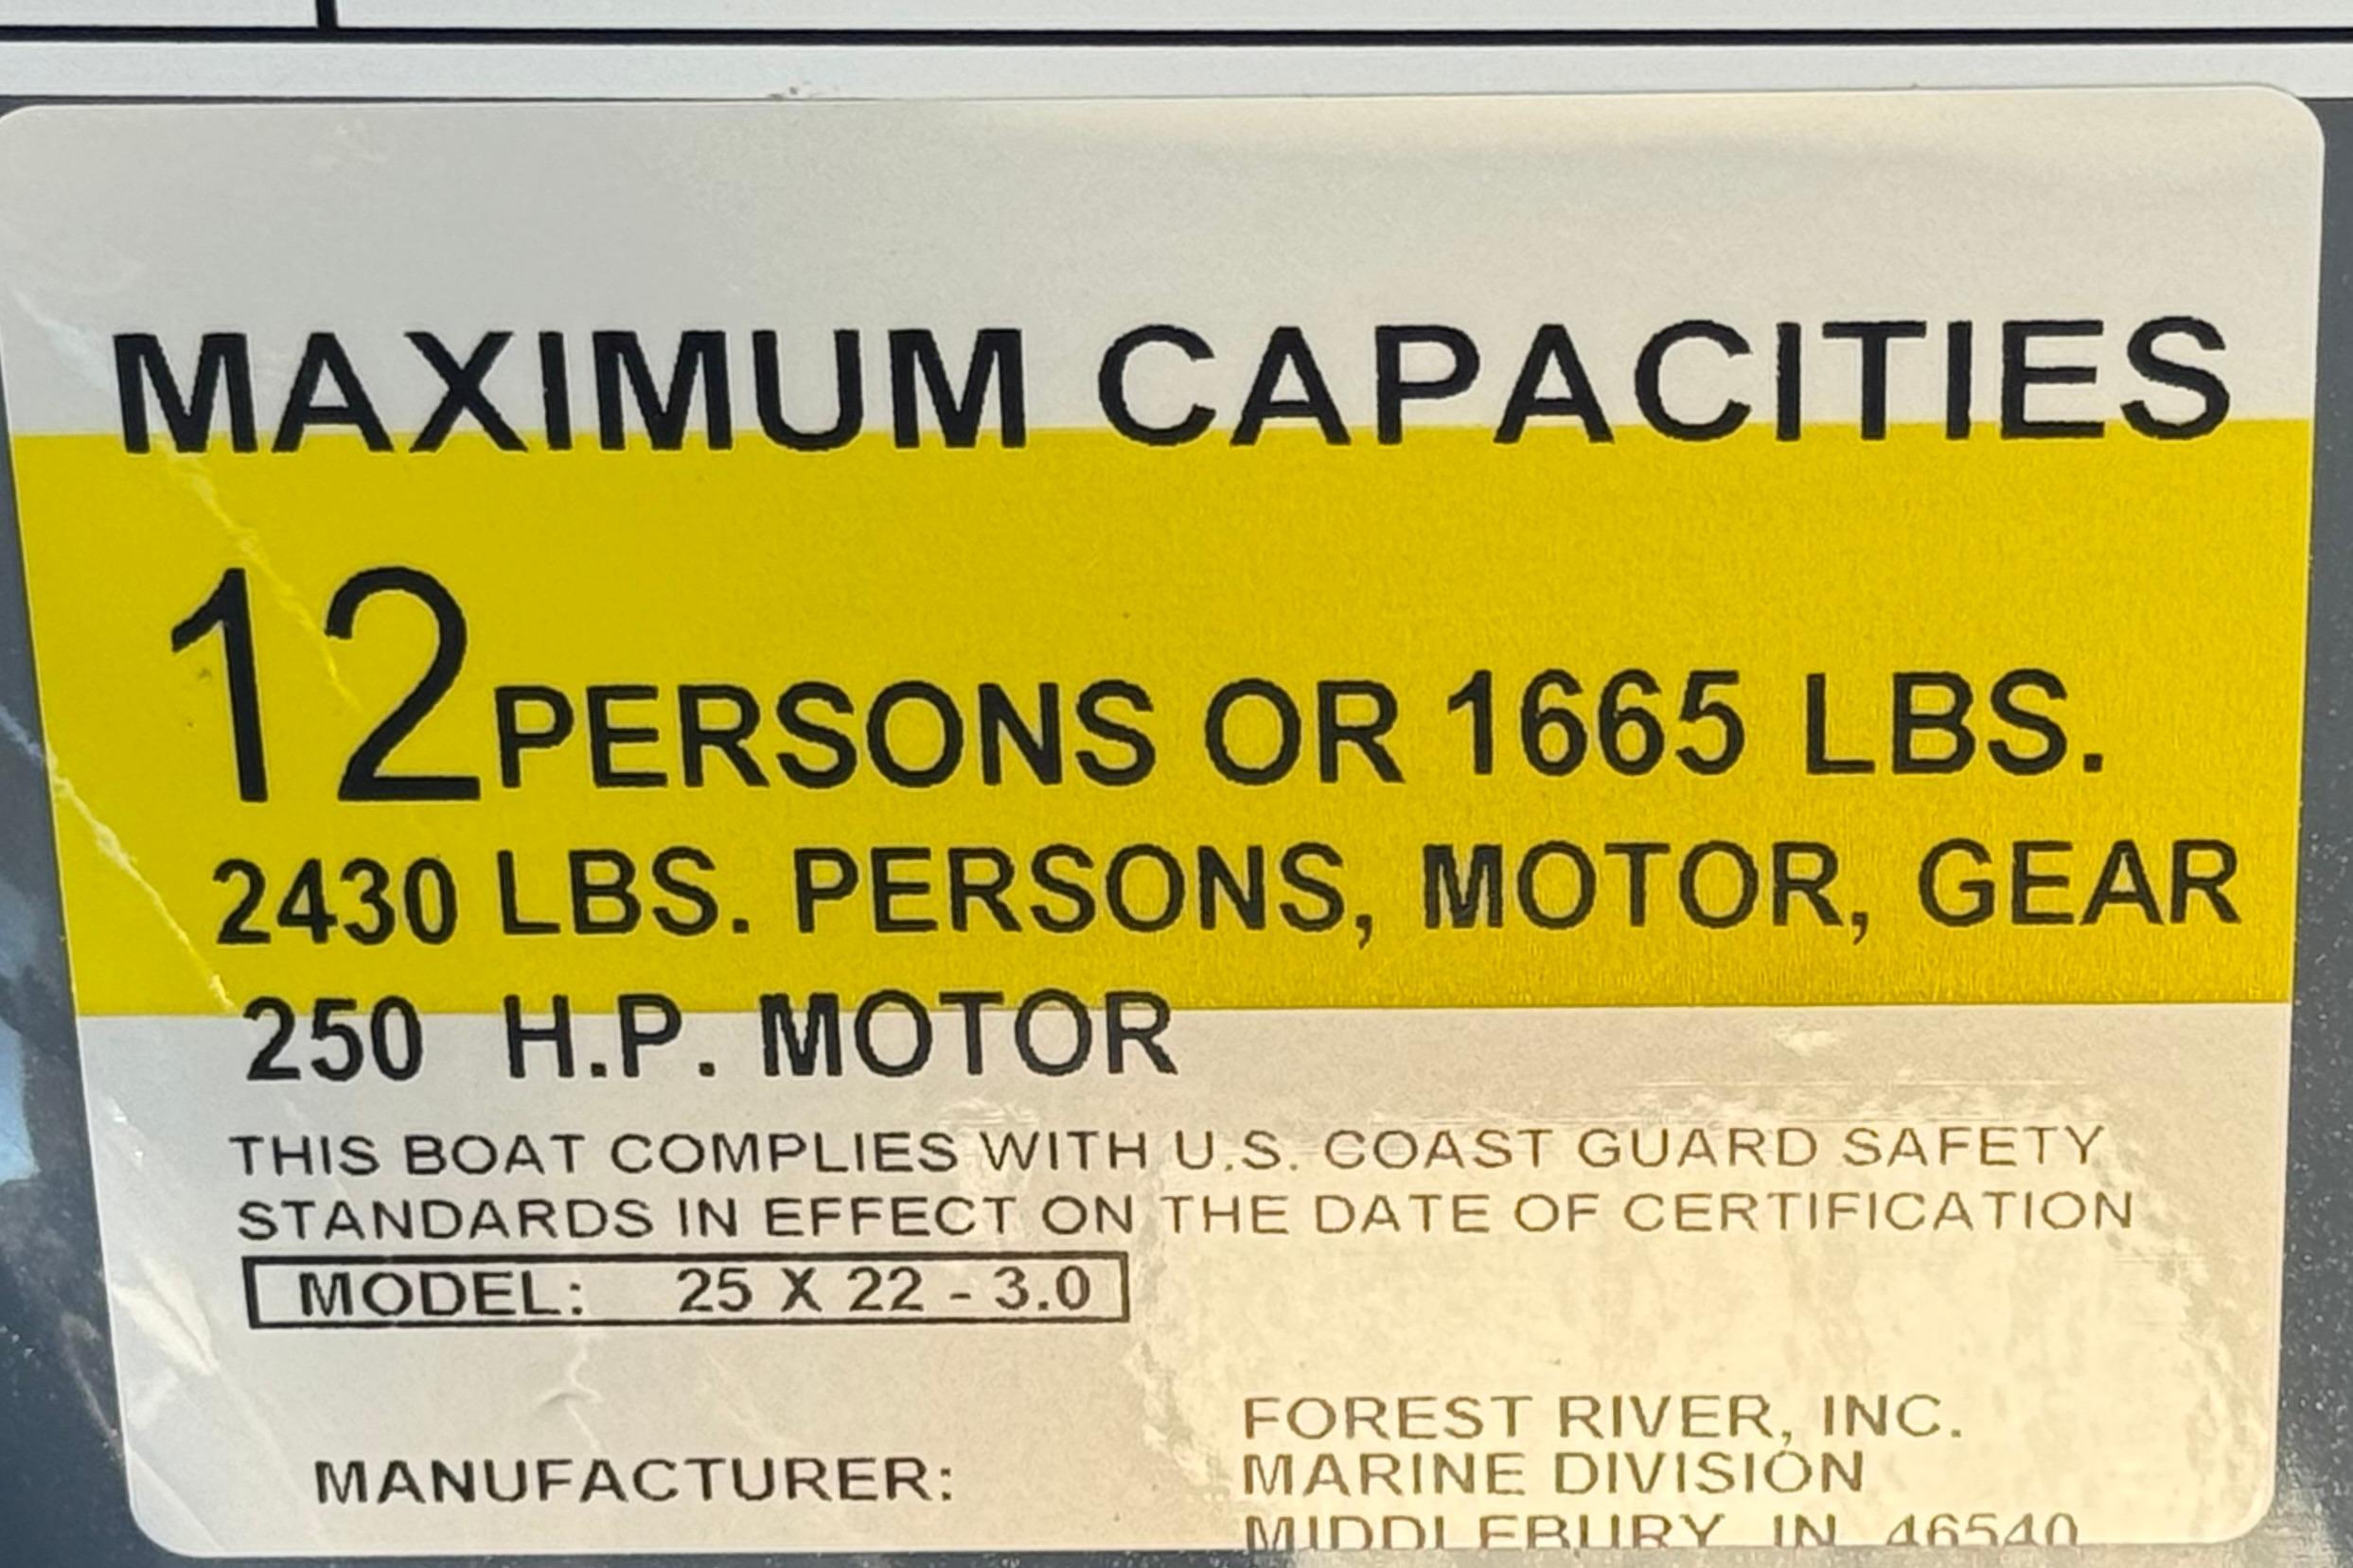 MAXIMUM CAPACITIES
12 PERSONS OR 1665 LBS.
2430 LBS. PERSONS, MOTOR, GEAR
250 H.P. MOTOR
THIS BOAT COMPLIES WITH U.S. COAST GUARD SAFETY
STANDARDS IN EFFECT ON THE DATE OF CERTIFICATION
MODEL: 25 X 22 - 3.0
FOREST RIVER, INC.
MANUFACTURER: MARINE DIVISION
MIDDLEBURY IN 46540